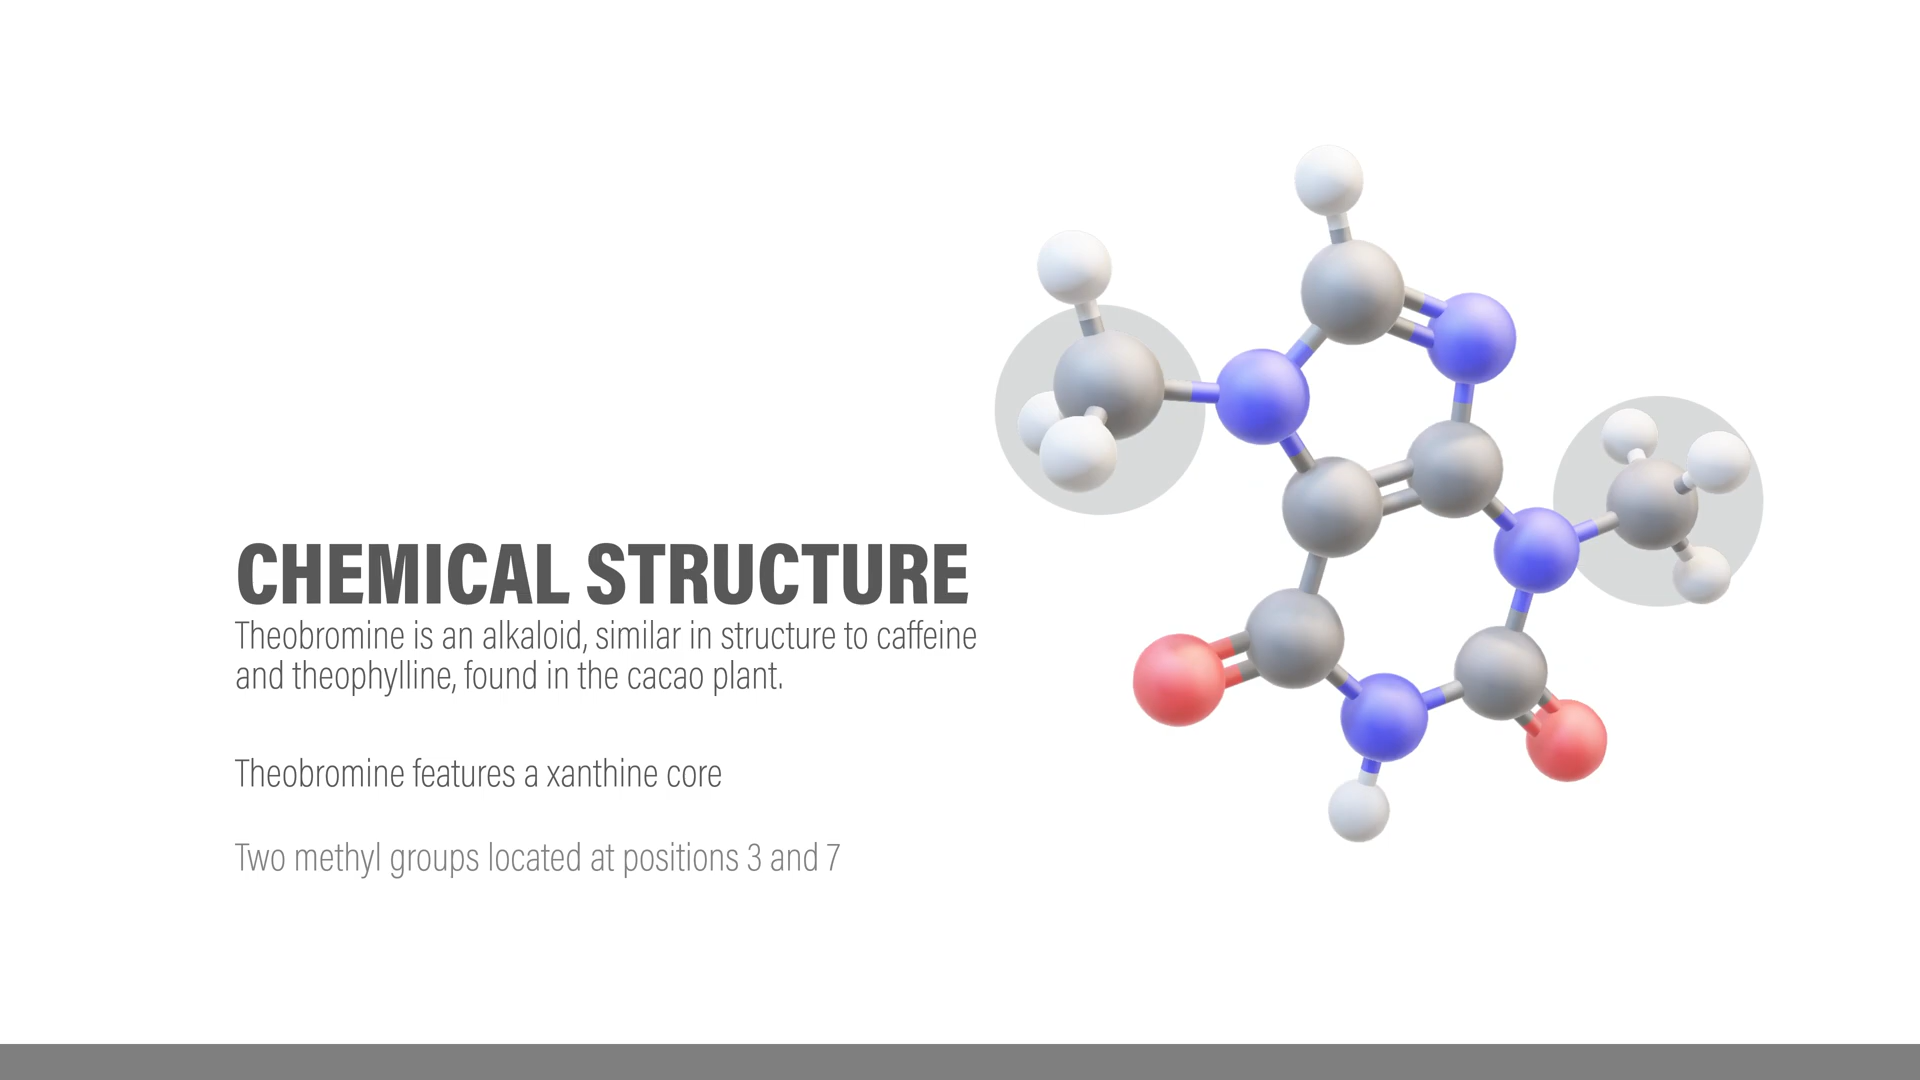 CHEMICAL STRUCTURE
Theobromine is an alkaloid, similar in structure to caffeine
and theophylline, found in the cacao plant.
Theobromine features a xanthine core
Two methyl groups located at positions 3 and 7